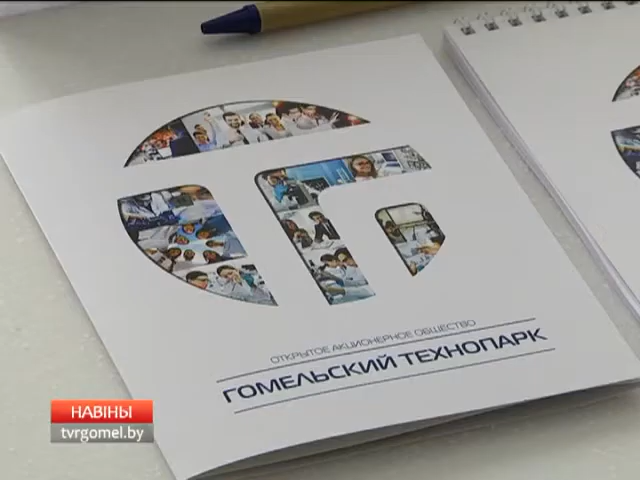 ОТКРЫТОЕ АКЦИОНЕРНОЕ ОБЩЕСТВО
ГОМЕЛЬСКИЙ ТЕХНОПАРК
НАВІНЫ
tvrgomel.by